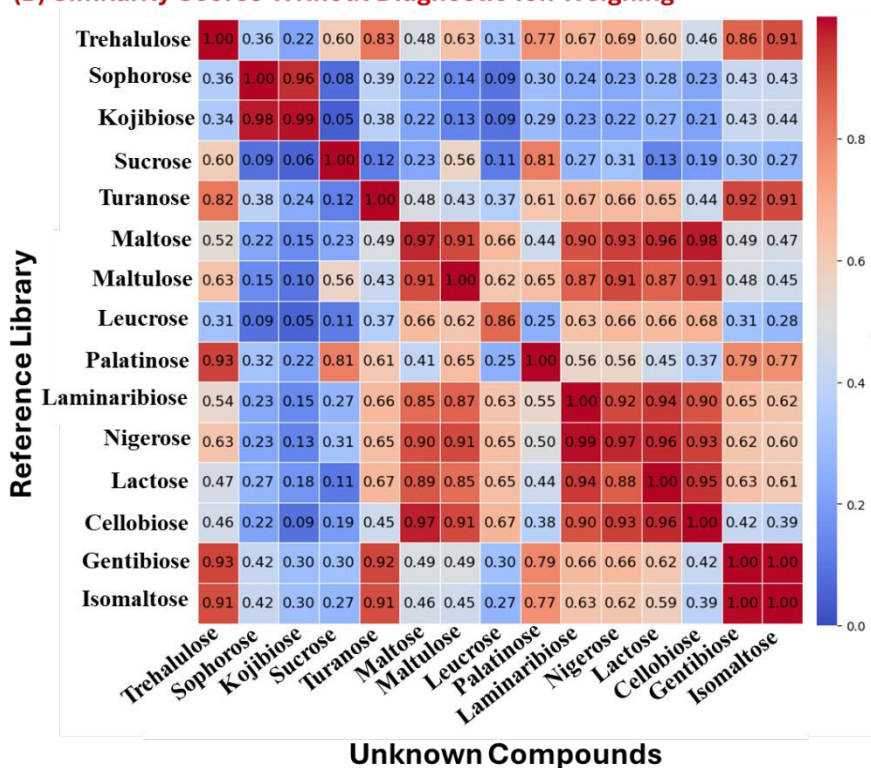 (B) Similarity Scores Without Diagnostic Ion Weighing
Trehalulose 1.00 0.36 0.22 0.60 0.83 0.48 0.63 0.31 0.77 0.67 0.69 0.60 0.46 0.86 0.91
Sophorose 0.36 1.00 0.96 0.08 0.39 0.22 0.14 0.09 0.30 0.24 0.23 0.28 0.23 0.43 0.43
Kojibiose 0.34 0.98 0.99 0.05 0.38 0.22 0.13 0.09 0.29 0.23 0.22 0.27 0.21 0.43 0.44
Sucrose 0.60 0.09 0.06 1.00 0.12 0.23 0.56 0.11 0.81 0.27 0.31 0.13 0.19 0.30 0.27
Turanose 0.82 0.38 0.24 0.12 1.00 0.48 0.43 0.37 0.61 0.67 0.66 0.65 0.44 0.92 0.91
Maltose 0.52 0.22 0.15 0.23 0.49 0.97 0.91 0.66 0.44 0.90 0.93 0.96 0.98 0.49 0.47
Maltulose 0.63 0.15 0.10 0.56 0.43 0.91 1.00 0.62 0.65 0.87 0.91 0.87 0.91 0.48 0.45
Leucrose 0.31 0.09 0.05 0.11 0.37 0.66 0.62 0.86 0.25 0.63 0.66 0.66 0.68 0.31 0.28
Palatinose 0.93 0.32 0.22 0.81 0.61 0.41 0.65 0.25 1.00 0.56 0.56 0.45 0.37 0.79 0.77
Laminaribiose 0.54 0.23 0.15 0.27 0.66 0.85 0.87 0.63 0.55 1.00 0.92 0.94 0.90 0.65 0.62
Nigerose 0.63 0.23 0.13 0.31 0.65 0.90 0.91 0.65 0.50 0.99 0.97 0.96 0.93 0.62 0.60
Lactose 0.47 0.27 0.18 0.11 0.67 0.89 0.85 0.65 0.44 0.94 0.88 1.00 0.95 0.63 0.61
Cellobiose 0.46 0.22 0.09 0.19 0.45 0.97 0.91 0.67 0.38 0.90 0.93 0.96 1.00 0.42 0.39
Gentibiose 0.93 0.42 0.30 0.30 0.92 0.49 0.49 0.30 0.79 0.66 0.66 0.62 0.42 1.00 1.00
Isomaltose 0.91 0.42 0.30 0.27 0.91 0.46 0.45 0.27 0.77 0.63 0.62 0.59 0.39 1.00 1.00
Trehalulose Sophorose Kojibiose Sucrose Turanose Maltose Maltulose Leucrose Palatinose Laminaribiose Nigerose Lactose Cellobiose Gentibiose Isomaltose
Unknown Compounds
Reference Library
0.8
0.6
0.4
0.2
0.0